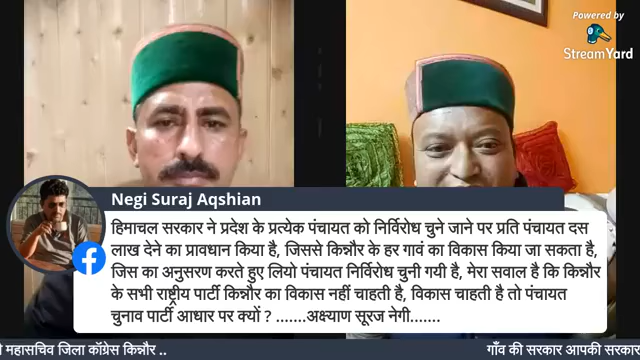 Powered by
StreamYard
Negi Suraj Aqshian
हिमाचल सरकार ने प्रदेश के प्रत्येक पंचायत को निर्विरोध चुने जाने पर प्रति पंचायत दस
लाख देने का प्रावधान किया है, जिससे किन्नौर के हर गावं का विकास किया जा सकता है,
जिस का अनुसरण करते हुए लियो पंचायत निर्विरोध चुनी गयी है, मेरा सवाल है कि किन्नौर
के सभी राष्ट्रीय पार्टी किन्नौर का विकास नहीं चाहती है, विकास चाहती है तो पंचायत
चुनाव पार्टी आधार पर क्यों ? .......अक्ष्याण सूरज नेगी.......
महासचिव जिला कॉग्रेस किन्नौर ..
गाँव की सरकार आपकी सरकार